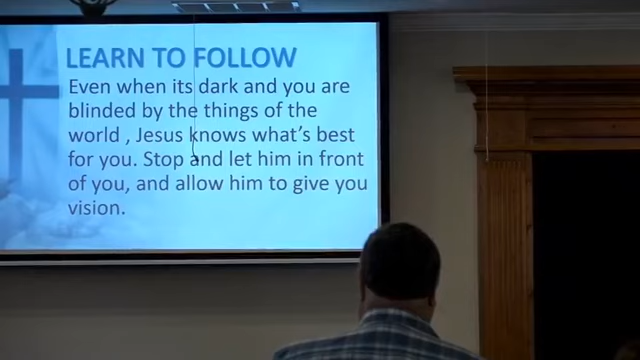 LEARN TO FOLLOW
Even when its dark and you are
blinded by the things of the
world , Jesus knows what's best
for you. Stop and let him in front
of you, and allow him to give you
vision.